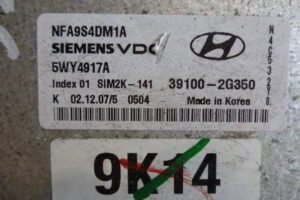 NFA9S4DM1A
SIEMENS VDO
HYUNDAI
5WY4917A
Index 01 SIM2K-141 39100-2G350
K 02.12.07/5 0504 Made in Korea
9K14